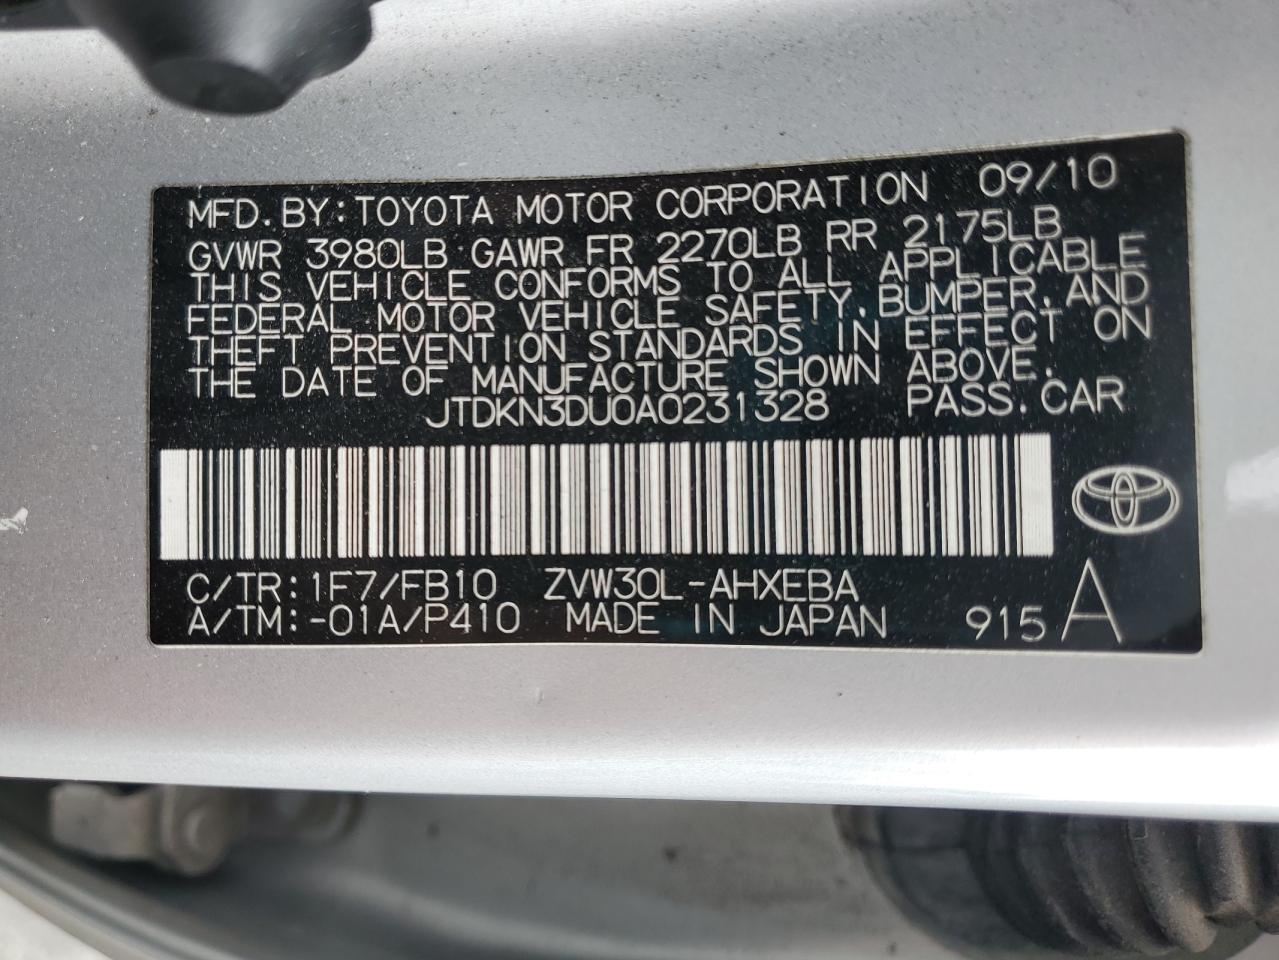 MFD.BY:TOYOTA MOTOR CORPORATION 09/10
GVWR 3980LB GAWR FR 2270LB RR 2175LB
THIS VEHICLE CONFORMS TO ALL APPLICABLE
FEDERAL MOTOR VEHICLE SAFETY,BUMPER,AND
THEFT PREVENTION STANDARDS IN EFFECT ON
THE DATE OF MANUFACTURE SHOWN ABOVE.
JTDKN3DU0A0231328 PASS.CAR
C/TR:1F7/FB10 ZVW30L-AHXEBA
A/TM:-01A/P410 MADE IN JAPAN 915 A